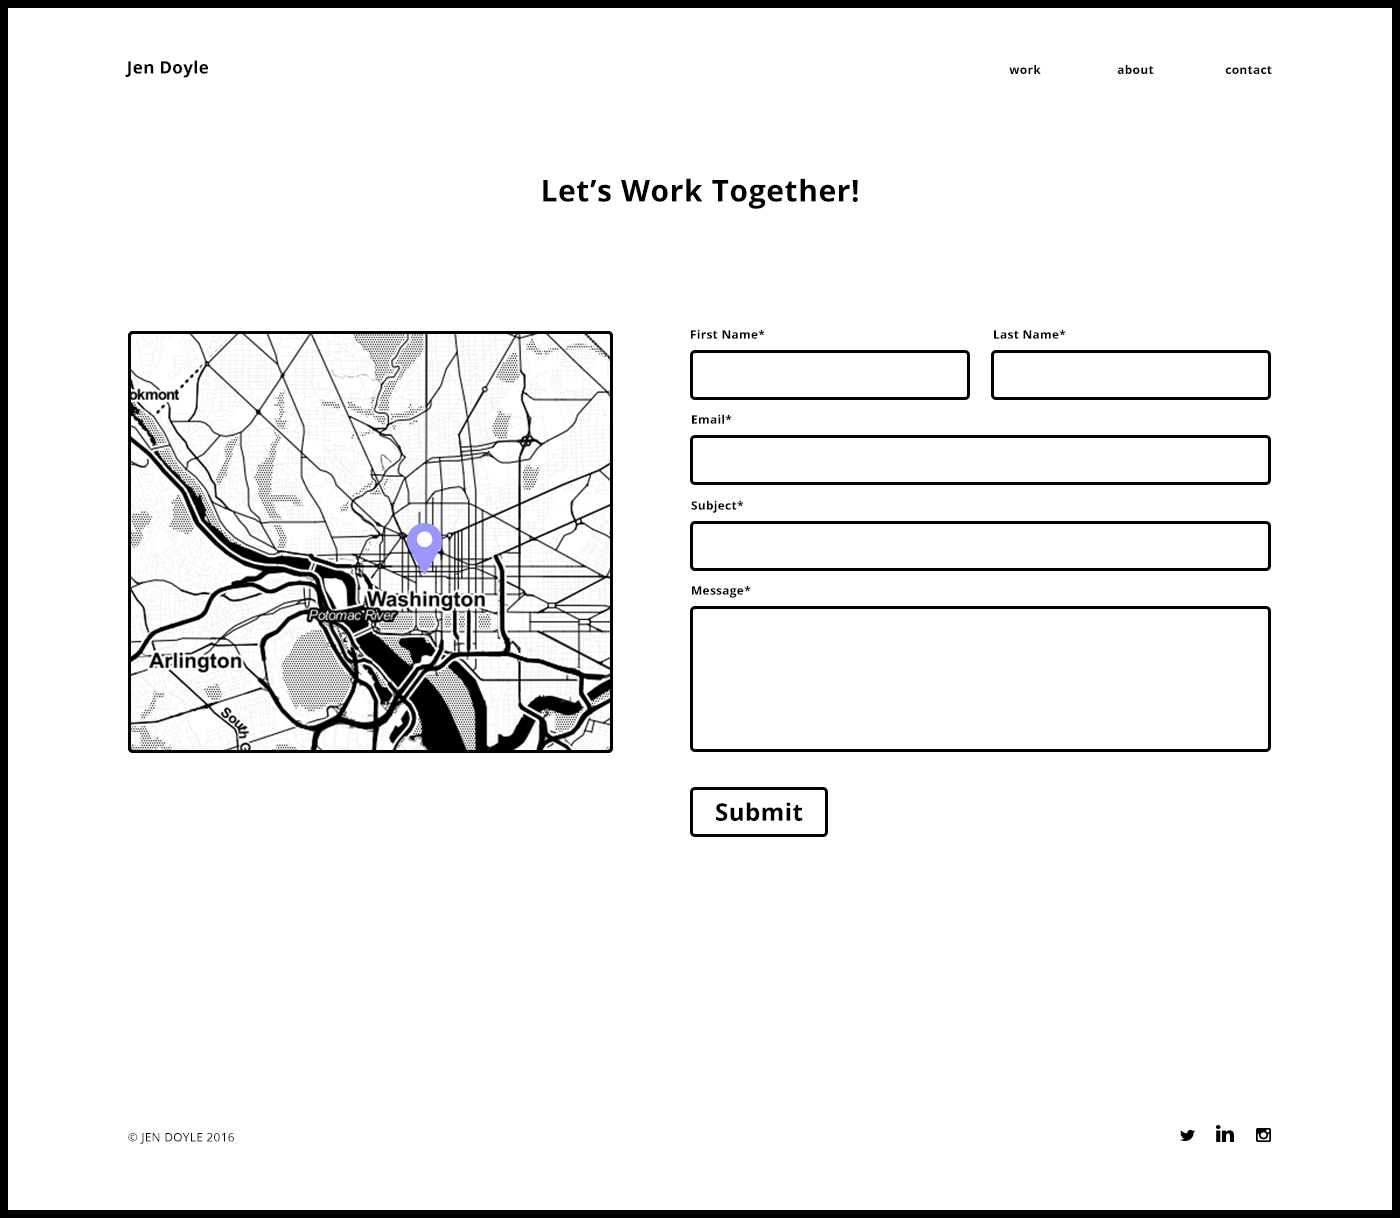 Jen Doyle
work about contact
Let’s Work Together!
okmont
Washington
Potomac River
Arlington
South G
First Name*
Last Name*
Email*
Subject*
Message*
Submit
© JEN DOYLE 2016
in